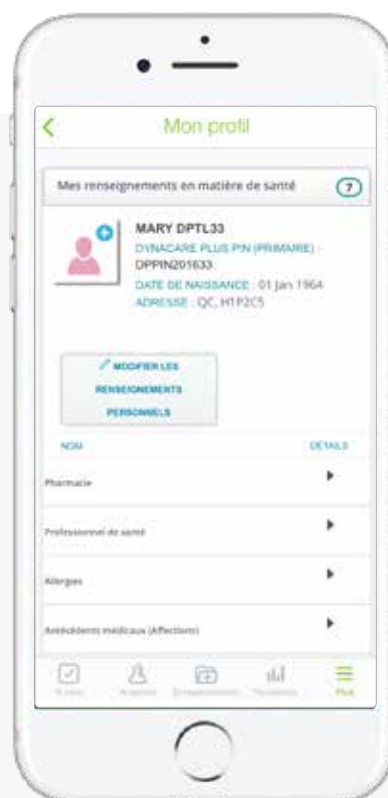 Mon profil
Mes renseignements en matière de santé 7
MARY DPTL33
DYNACARE PLUS PIN (PRIMAIRE) :
DPPIN201633
DATE DE NAISSANCE : 01 Jan 1964
ADRESSE : QC, H1P2C5
MODIFIER LES
RENSEIGNEMENTS
PERSONNELS
NOM DÉTAILS
Pharmacie
Professionnel de santé
Allergies
Antécédents médicaux (Affections)
Plus